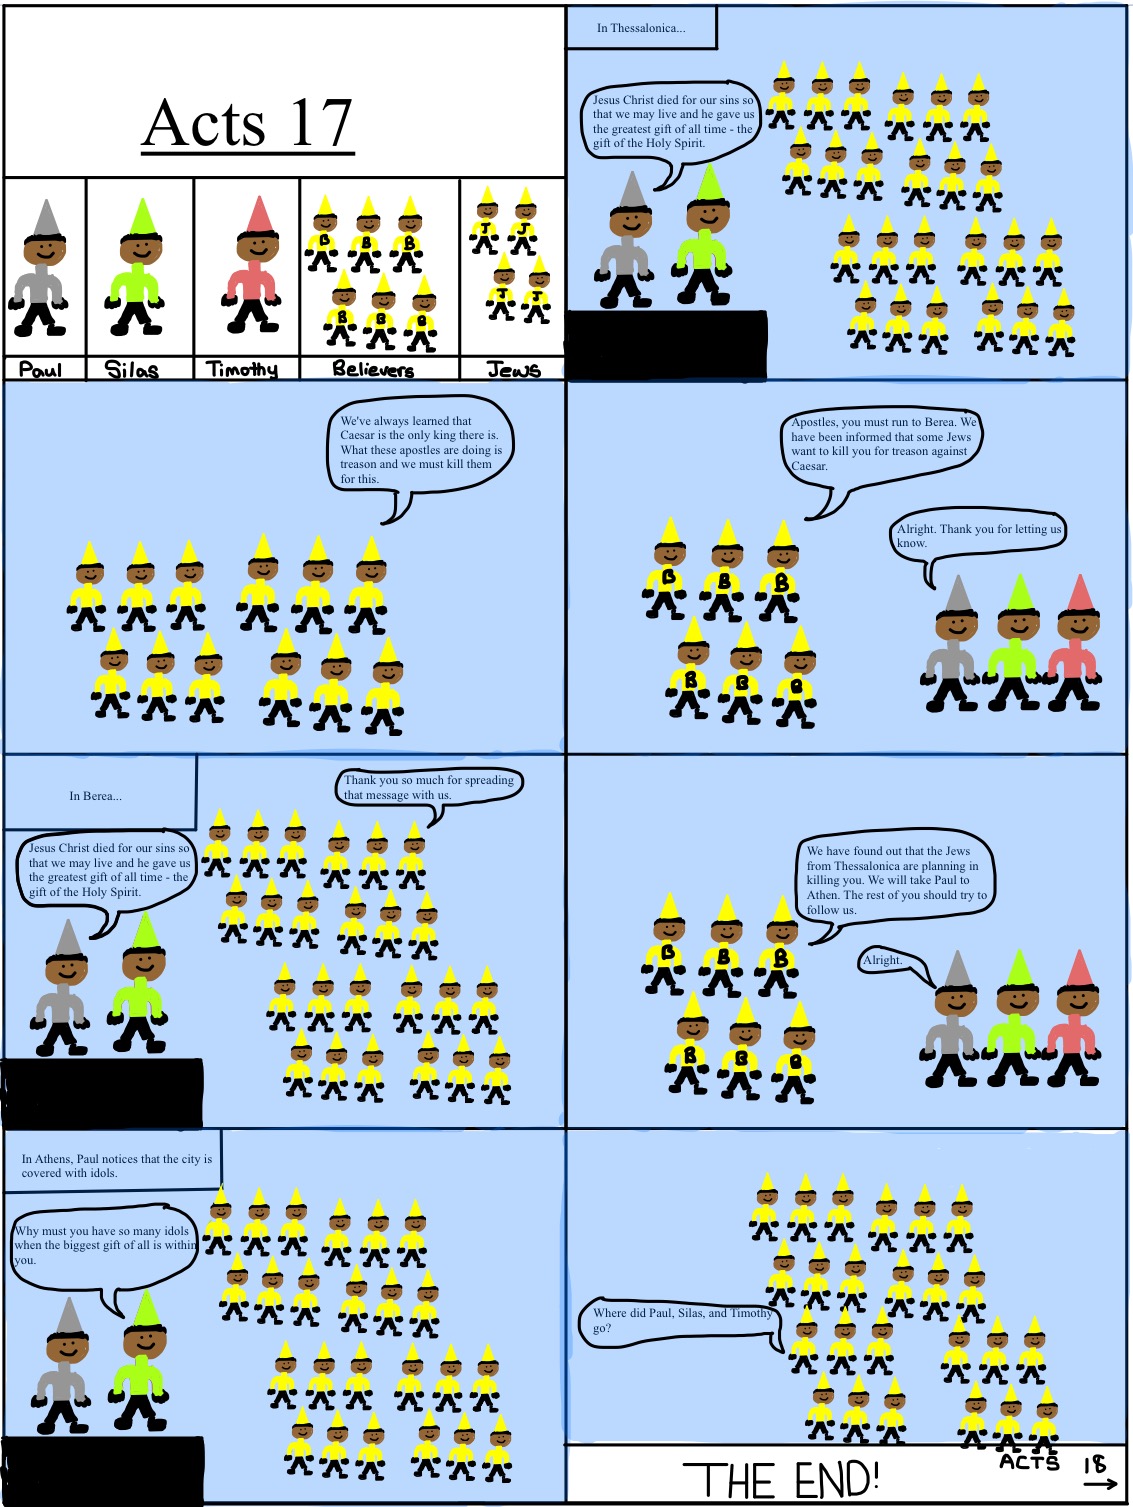 Acts 17
Paul
Silas
Timothy
B
B
B
B
B
B
Believers
J
J
J
J
Jews
In Thessalonica...
Jesus Christ died for our sins so
that we may live and he gave us
the greatest gift of all time - the
gift of the Holy Spirit.
We've always learned that
Caesar is the only king there is.
What these apostles are doing is
treason and we must kill them
for this.
Apostles, you must run to Berea. We
have been informed that some Jews
want to kill you for treason against
Caesar.
Alright. Thank you for letting us
know.
B
B
B
B
B
B
In Berea...
Thank you so much for spreading
that message with us.
Jesus Christ died for our sins so
that we may live and he gave us
the greatest gift of all time - the
gift of the Holy Spirit.
We have found out that the Jews
from Thessalonica are planning in
killing you. We will take Paul to
Athen. The rest of you should try to
follow us.
Alright.
B
B
B
B
B
B
In Athens, Paul notices that the city is
covered with idols.
Why must you have so many idols
when the biggest gift of all is within
you.
Where did Paul, Silas, and Timothy
go?
THE END!
ACTS 18